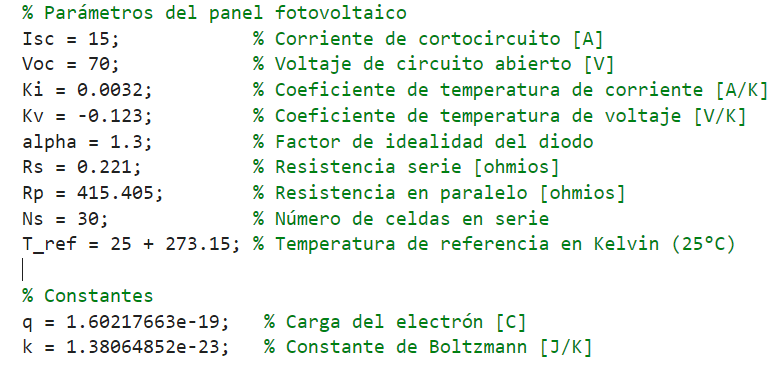 % Parámetros del panel fotovoltaico
Isc = 15; % Corriente de cortocircuito [A]
Voc = 70; % Voltaje de circuito abierto [V]
Ki = 0.0032; % Coeficiente de temperatura de corriente [A/K]
Kv = -0.123; % Coeficiente de temperatura de voltaje [V/K]
alpha = 1.3; % Factor de idealidad del diodo
Rs = 0.221; % Resistencia serie [ohmios]
Rp = 415.405; % Resistencia en paralelo [ohmios]
Ns = 30; % Número de celdas en serie
T_ref = 25 + 273.15; % Temperatura de referencia en Kelvin (25°C)
% Constantes
q = 1.60217663e-19; % Carga del electrón [C]
k = 1.38064852e-23; % Constante de Boltzmann [J/K]